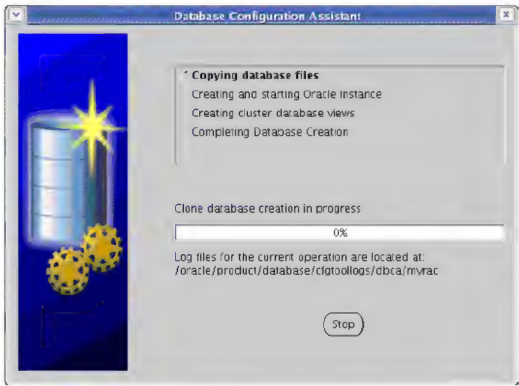 Database Configuration Assistant
Copying database files
Creating and starting Oracle Instance
Creating cluster database views
Completing Database Creation
Clone database creation in progress
0%
Log files for the current operation are located at:
/oracle/product/database/cfgtoollogs/dbca/myrac
Stop